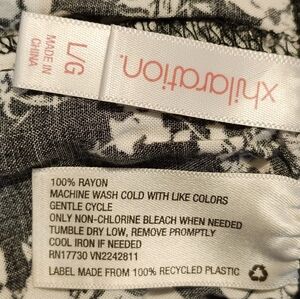 xhilaration.
L/G
MADE IN
CHINA
100% RAYON
MACHINE WASH COLD WITH LIKE COLORS
GENTLE CYCLE
ONLY NON-CHLORINE BLEACH WHEN NEEDED
TUMBLE DRY LOW, REMOVE PROMPTLY
COOL IRON IF NEEDED
RN17730 VN2242811
LABEL MADE FROM 100% RECYCLED PLASTIC